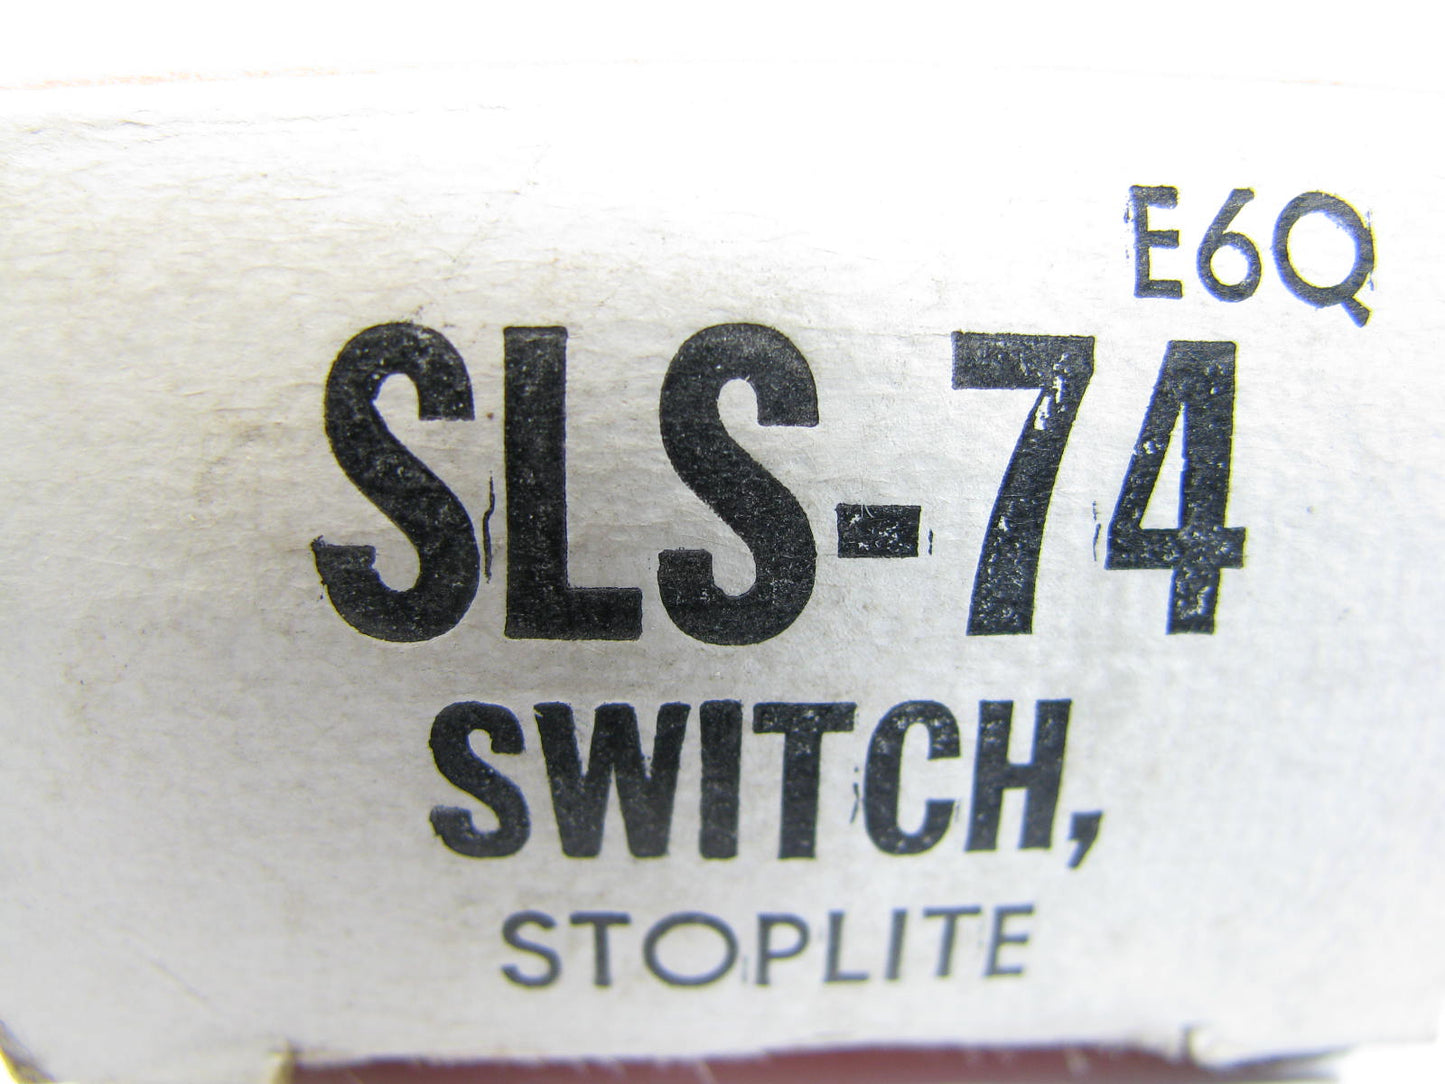 E6Q
SLS-74
SWITCH,
STOPLITE